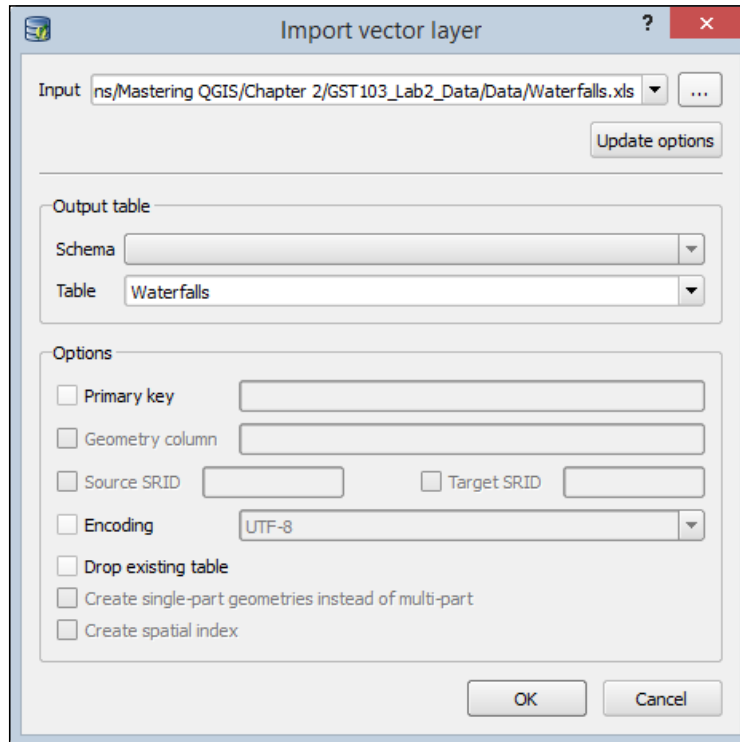 Import vector layer ?
Input ns/Mastering QGIS/Chapter 2/GST103_Lab2_Data/Data/Waterfalls.xls ...
Update options
Output table
Schema
Table Waterfalls
Options
Primary key
Geometry column
Source SRID Target SRID
Encoding UTF-8
Drop existing table
Create single-part geometries instead of multi-part
Create spatial index
OK Cancel